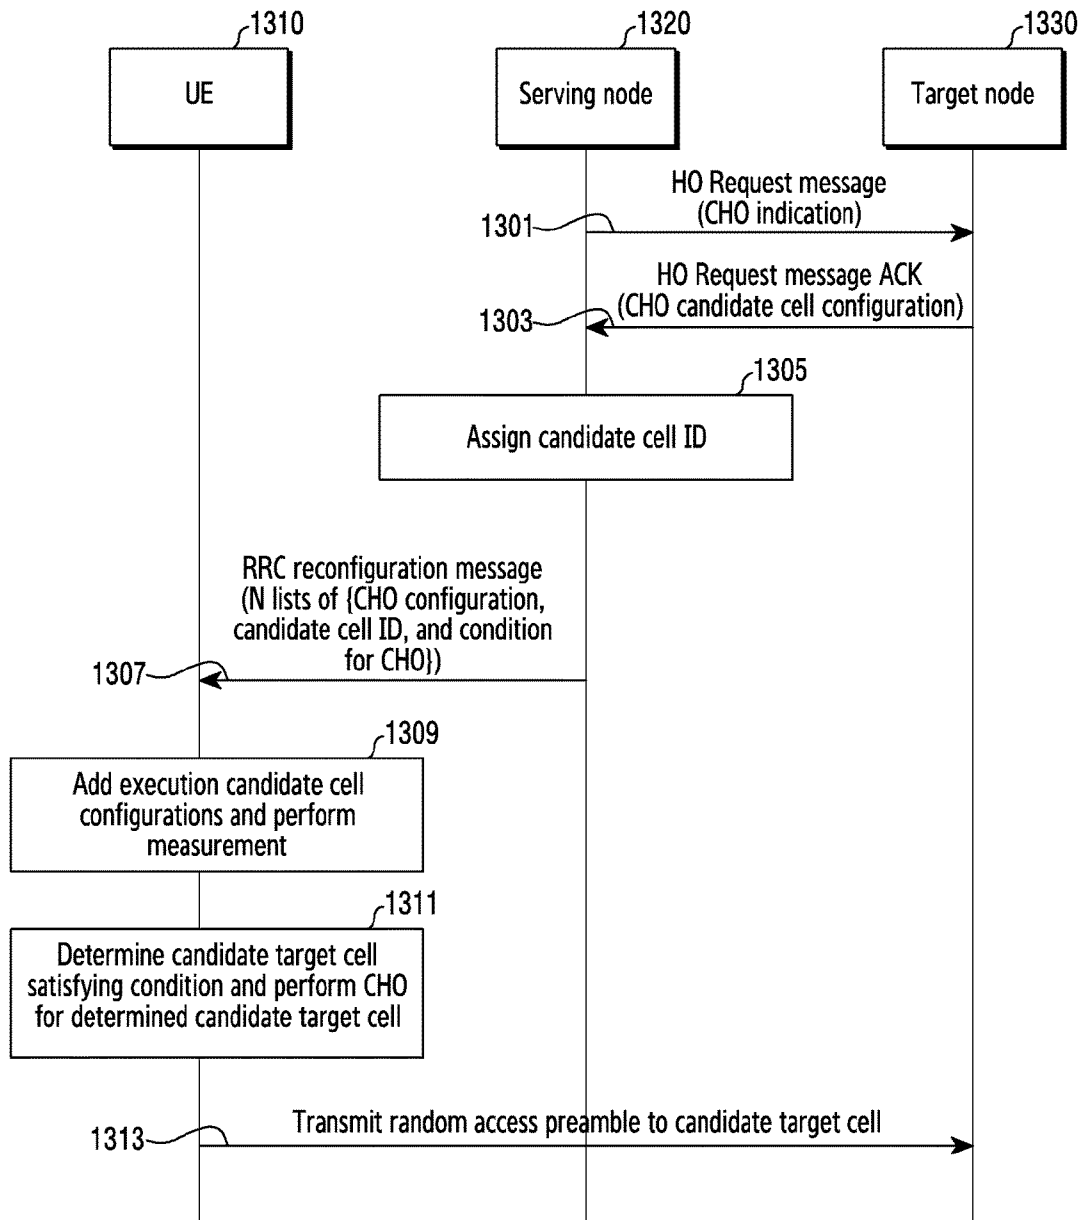 1310
1320
1330
UE
Serving node
Target node
HO Request message
(CHO indication)
1301
HO Request message ACK
(CHO candidate cell configuration)
1303
1305
Assign candidate cell ID
RRC reconfiguration message
(N lists of {CHO configuration,
candidate cell ID, and condition
for CHO})
1307
1309
Add execution candidate cell
configurations and perform
measurement
1311
Determine candidate target cell
satisfying condition and perform CHO
for determined candidate target cell
Transmit random access preamble to candidate target cell
1313